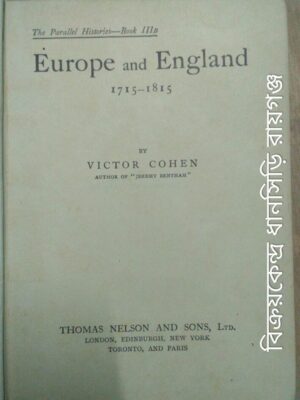 The Parallel Histories—Book IIIB
Europe and England
1715-1815
BY
VICTOR COHEN
AUTHOR OF "JEREMY BENTHAM"
THOMAS NELSON AND SONS, LTD.
LONDON, EDINBURGH, NEW YORK
TORONTO, AND PARIS
বিক্রয়কেন্দ্র ধানসিড়ি রায়গঞ্জ